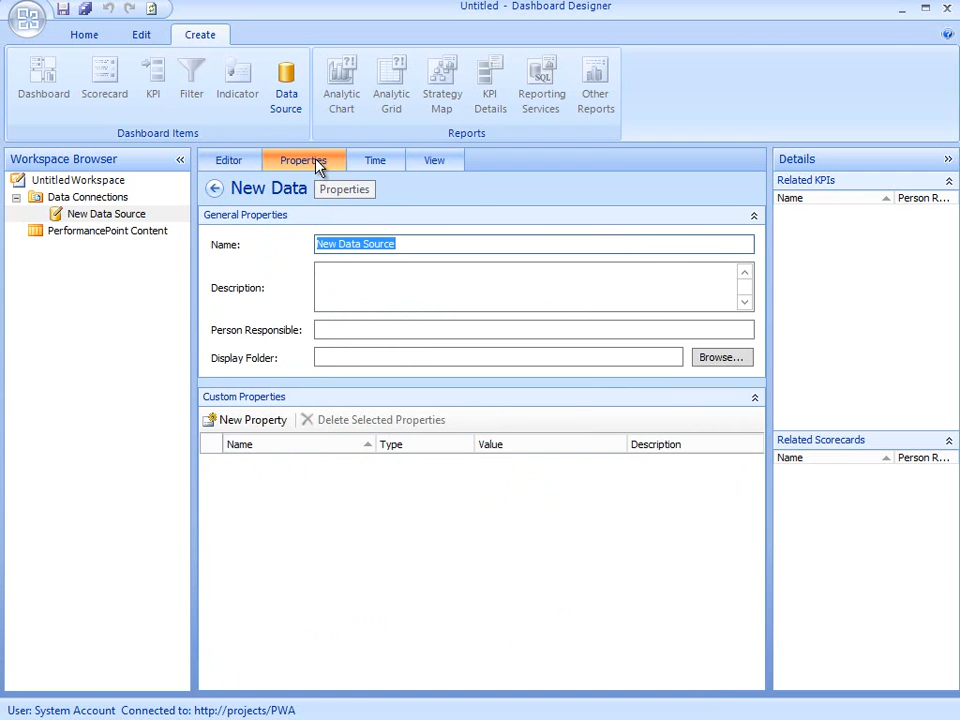 Untitled - Dashboard Designer
Home Edit Create
Dashboard Scorecard KPI Filter Indicator Data Source Analytic Chart Analytic Grid Strategy Map KPI Details Reporting Services Other Reports
Dashboard Items Reports
Workspace Browser
Editor Properties Time View
Details
Untitled Workspace
Data Connections
New Data Source
PerformancePoint Content
New Data
Properties
General Properties
Name: New Data Source
Description:
Person Responsible:
Display Folder: Browse...
Custom Properties
New Property Delete Selected Properties
Name Type Value Description
Related KPIs
Name Person R...
Related Scorecards
Name Person R...
User: System Account Connected to: http://projects/PWA